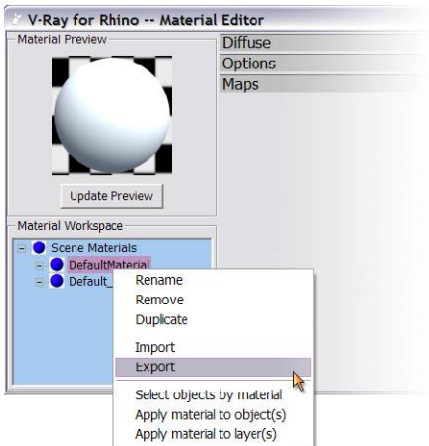 V-Ray for Rhino -- Material Editor
Material Preview
Diffuse
Options
Maps
Update Preview
Material Workspace
Scene Materials
DefaultMaterial
Default_
Rename
Remove
Duplicate
Import
Export
Select objects by material
Apply material to object(s)
Apply material to layer(s)